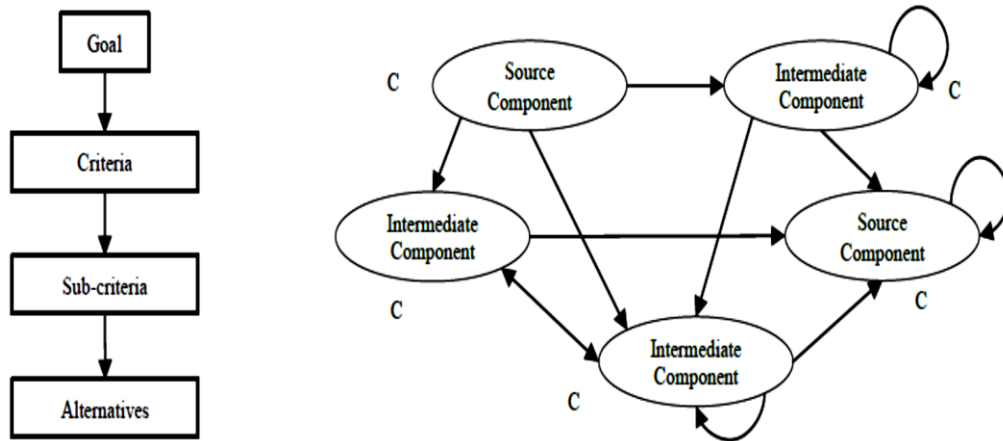 Goal
Criteria
Sub-criteria
Alternatives
C
Source
Component
Intermediate
Component
C
Intermediate
Component
C
Source
Component
C
Intermediate
Component
C